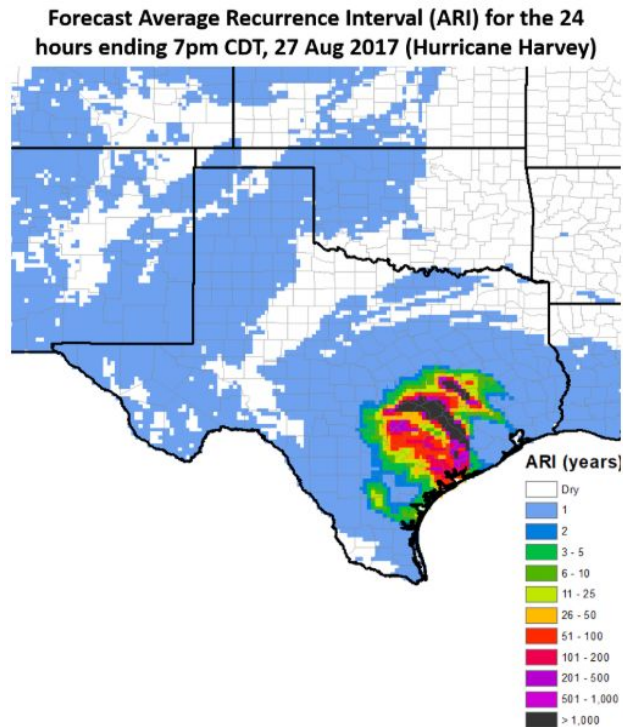 Forecast Average Recurrence Interval (ARI) for the 24
hours ending 7pm CDT, 27 Aug 2017 (Hurricane Harvey)
ARI (years)
Dry
1
2
3 - 5
6 - 10
11 - 25
26 - 50
51 - 100
101 - 200
201 - 500
501 - 1,000
> 1,000